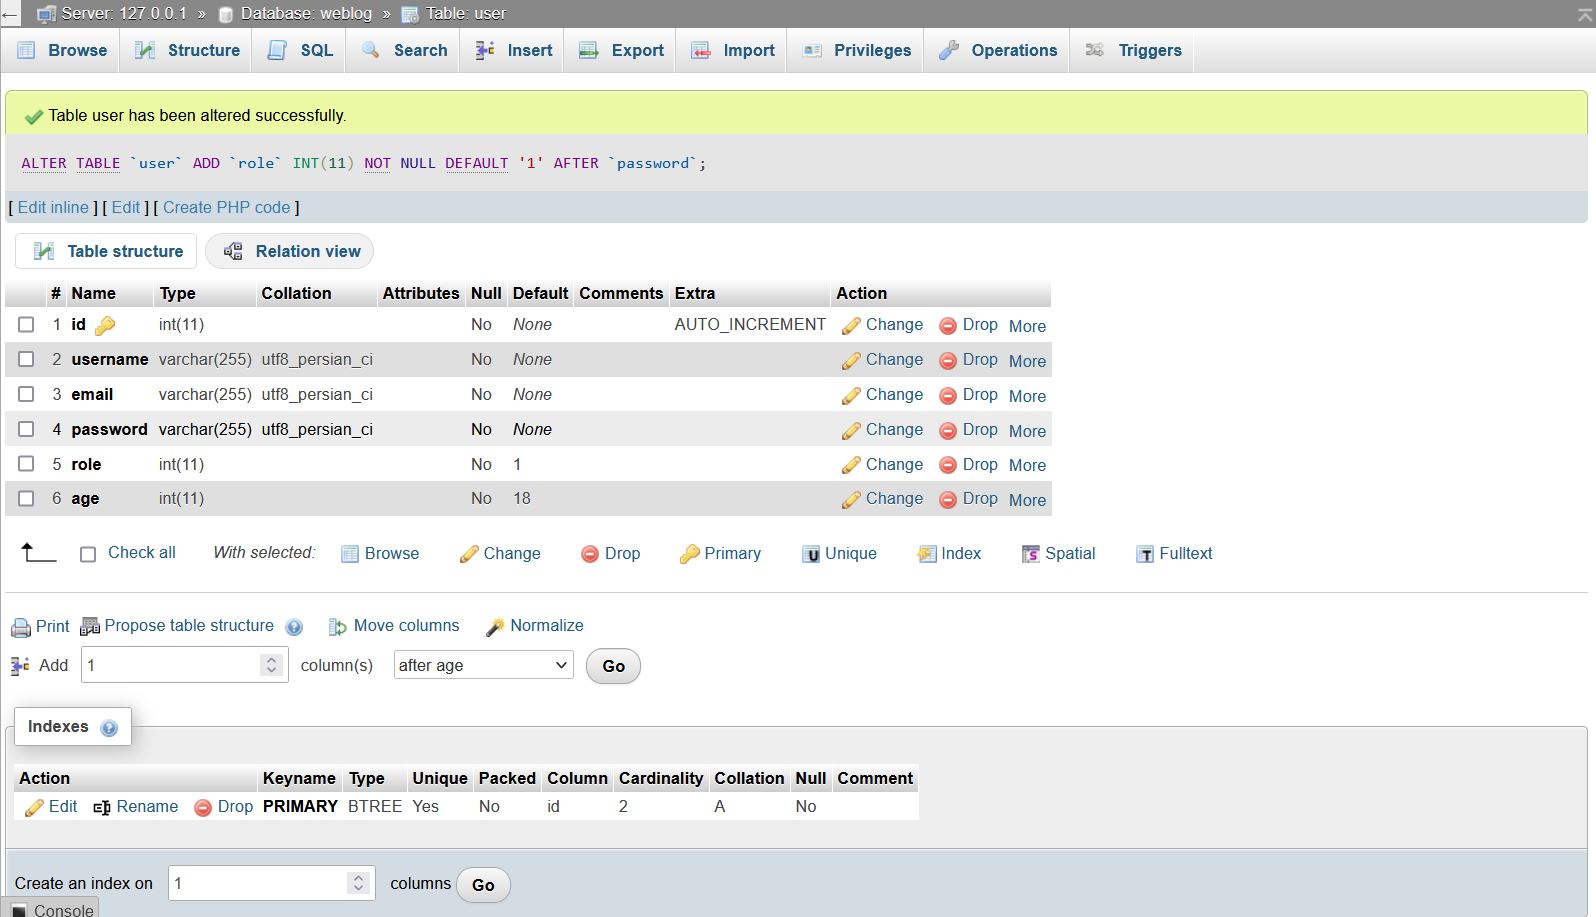 ← Server: 127.0.0.1 » Database: weblog » Table: user
Browse Structure SQL Search Insert Export Import Privileges Operations Triggers
Table user has been altered successfully.
ALTER TABLE `user` ADD `role` INT(11) NOT NULL DEFAULT '1' AFTER `password`;
[ Edit inline ] [ Edit ] [ Create PHP code ]
Table structure Relation view
# Name Type Collation Attributes Null Default Comments Extra Action
1 id int(11) No None AUTO_INCREMENT Change Drop More
2 username varchar(255) utf8_persian_ci No None Change Drop More
3 email varchar(255) utf8_persian_ci No None Change Drop More
4 password varchar(255) utf8_persian_ci No None Change Drop More
5 role int(11) No 1 Change Drop More
6 age int(11) No 18 Change Drop More
Check all With selected: Browse Change Drop Primary Unique Index Spatial Fulltext
Print Propose table structure Move columns Normalize
Add 1 column(s) after age Go
Indexes
Action Keyname Type Unique Packed Column Cardinality Collation Null Comment
Edit Rename Drop PRIMARY BTREE Yes No id 2 A No
Create an index on 1 columns Go
Console